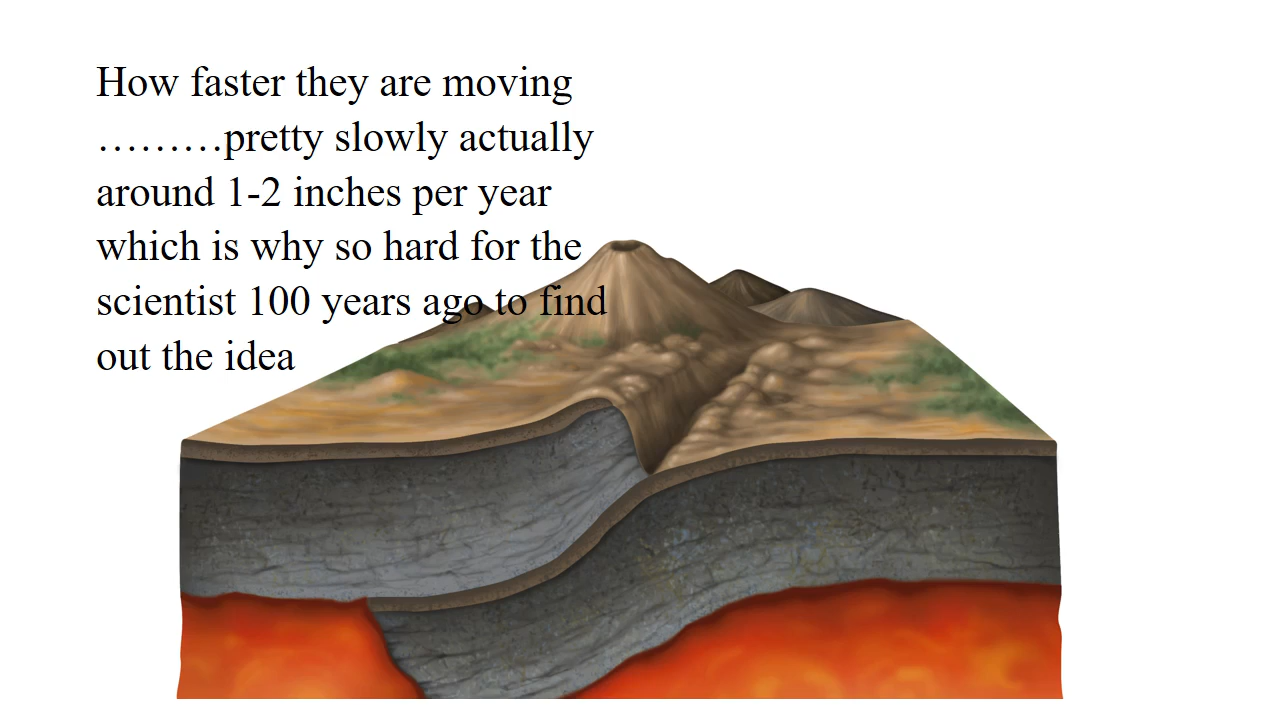 How faster they are moving
………pretty slowly actually
around 1-2 inches per year
which is why so hard for the
scientist 100 years ago to find
out the idea